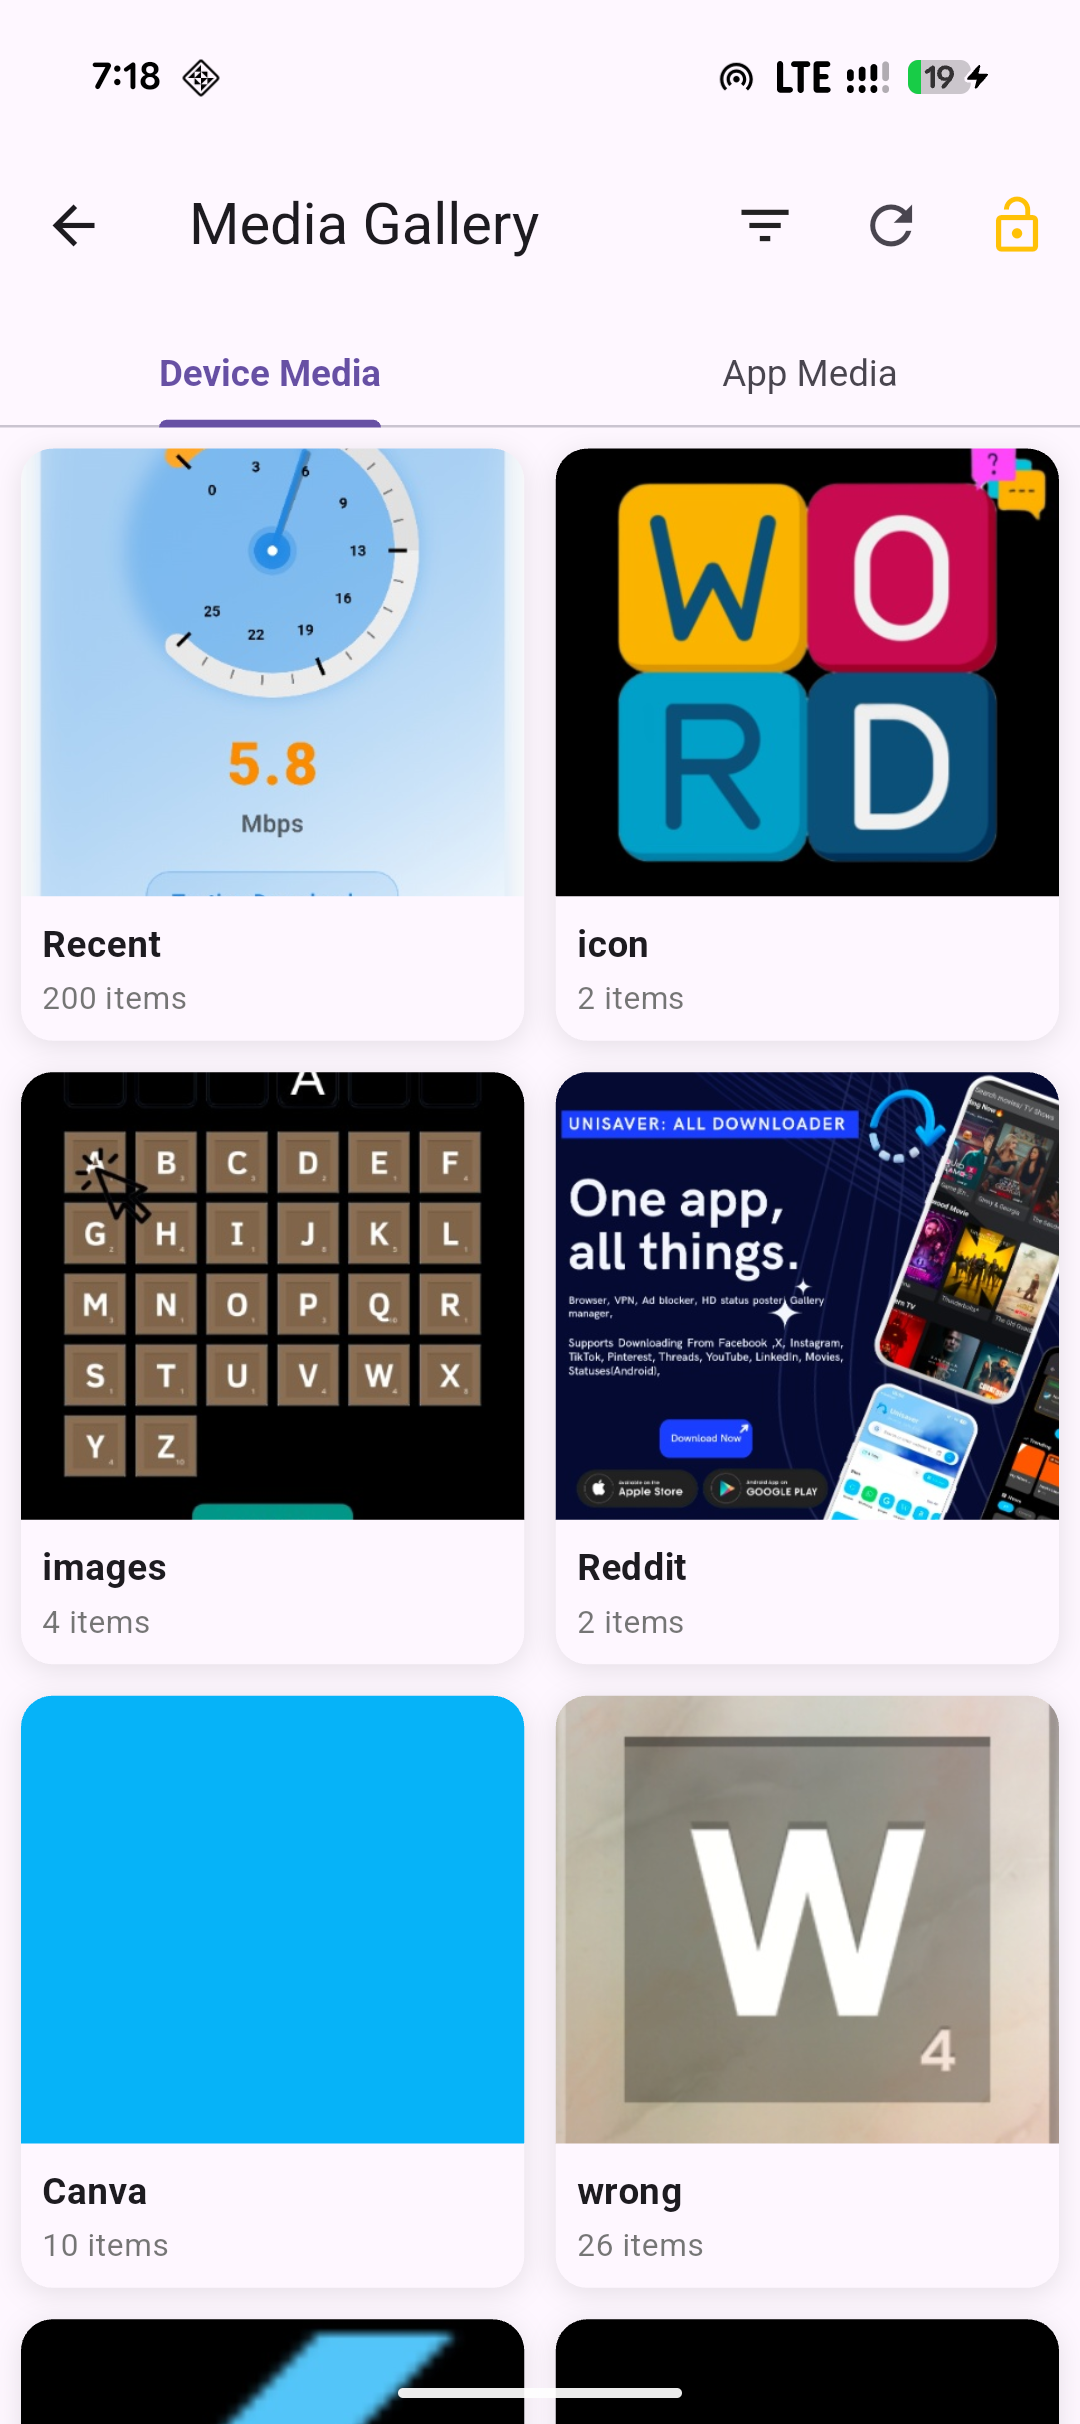 7:18
LTE
19
Media Gallery
Device Media
App Media
0
3
6
9
13
16
19
22
25
5.8
Mbps
?
W O
R D
Recent
200 items
icon
2 items
A
A B C D E F
G H I J K L
M N O P Q R
S T U V W X
Y Z
UNISAVER: ALL DOWNLOADER
One app,
all things.
Browser, VPN, Ad blocker, HD status poster, Gallery
manager,
Supports Downloading From Facebook ,X, Instagram,
TikTok, Pinterest, Threads, YouTube, LinkedIn, Movies,
Statuses(Android),
Download Now
Apple Store
GOOGLE PLAY
images
4 items
Reddit
2 items
W
4
Canva
10 items
wrong
26 items